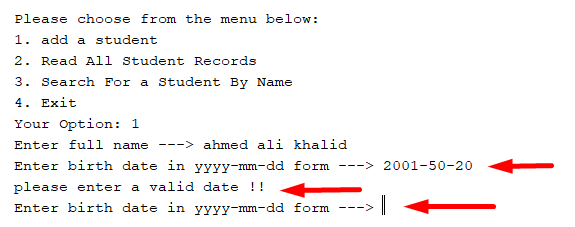 Please choose from the menu below:
1. add a student
2. Read All Student Records
3. Search For a Student By Name
4. Exit
Your Option: 1
Enter full name ---> ahmed ali khalid
Enter birth date in yyyy-mm-dd form ---> 2001-50-20
please enter a valid date !!
Enter birth date in yyyy-mm-dd form --->